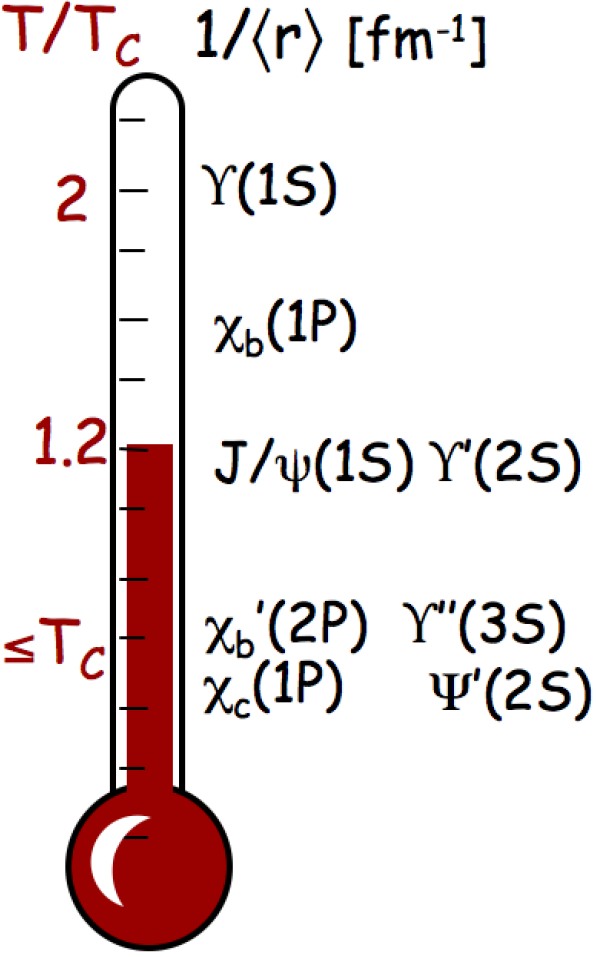 T/T_C 1/⟨r⟩ [fm⁻¹]
2 ϒ(1S)
χ_b(1P)
1.2 J/ψ(1S) ϒ'(2S)
≤T_C χ_b'(2P) ϒ''(3S)
χ_c(1P) Ψ'(2S)